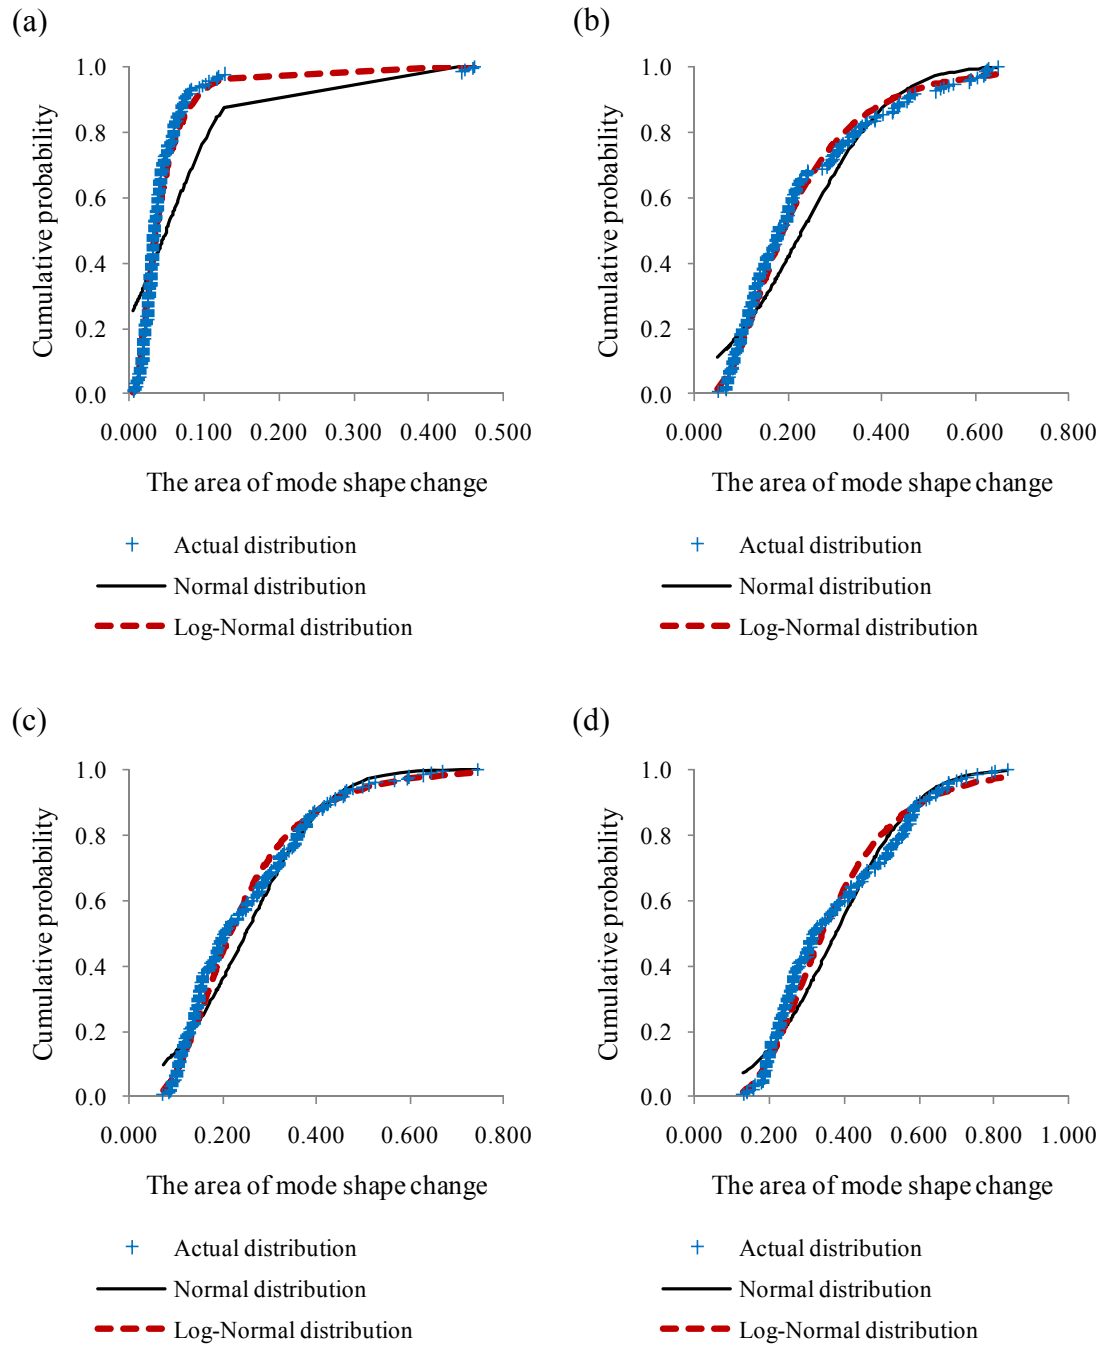 (a)
1.0
0.8
0.6
0.4
0.2
0.0
Cumulative probability
0.000 0.100 0.200 0.300 0.400 0.500
The area of mode shape change
Actual distribution
Normal distribution
Log-Normal distribution
(b)
1.0
0.8
0.6
0.4
0.2
0.0
Cumulative probability
0.000 0.200 0.400 0.600 0.800
The area of mode shape change
Actual distribution
Normal distribution
Log-Normal distribution
(c)
1.0
0.8
0.6
0.4
0.2
0.0
Cumulative probability
0.000 0.200 0.400 0.600 0.800
The area of mode shape change
Actual distribution
Normal distribution
Log-Normal distribution
(d)
1.0
0.8
0.6
0.4
0.2
0.0
Cumulative probability
0.000 0.200 0.400 0.600 0.800 1.000
The area of mode shape change
Actual distribution
Normal distribution
Log-Normal distribution